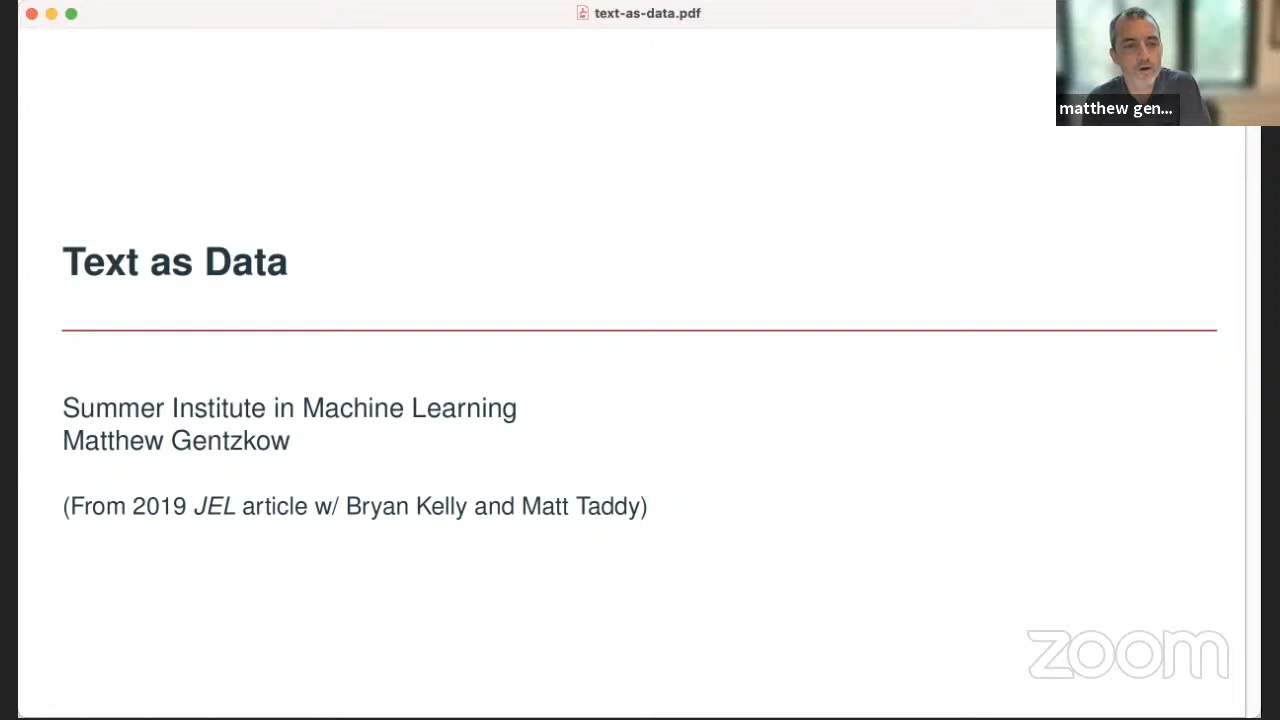 text-as-data.pdf
matthew gen...
Text as Data
Summer Institute in Machine Learning
Matthew Gentzkow
(From 2019 JEL article w/ Bryan Kelly and Matt Taddy)
zoom